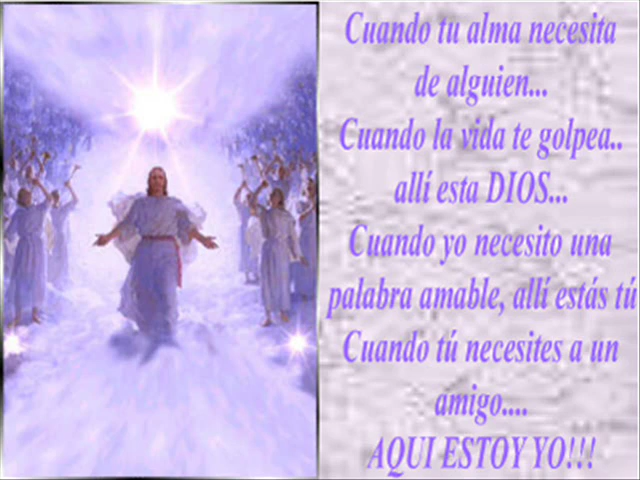 Cuando tu alma necesita
de alguien...
Cuando la vida te golpea..
allí esta DIOS...
Cuando yo necesito una
palabra amable, allí estás tú
Cuando tú necesites a un
amigo....
AQUI ESTOY YO!!!